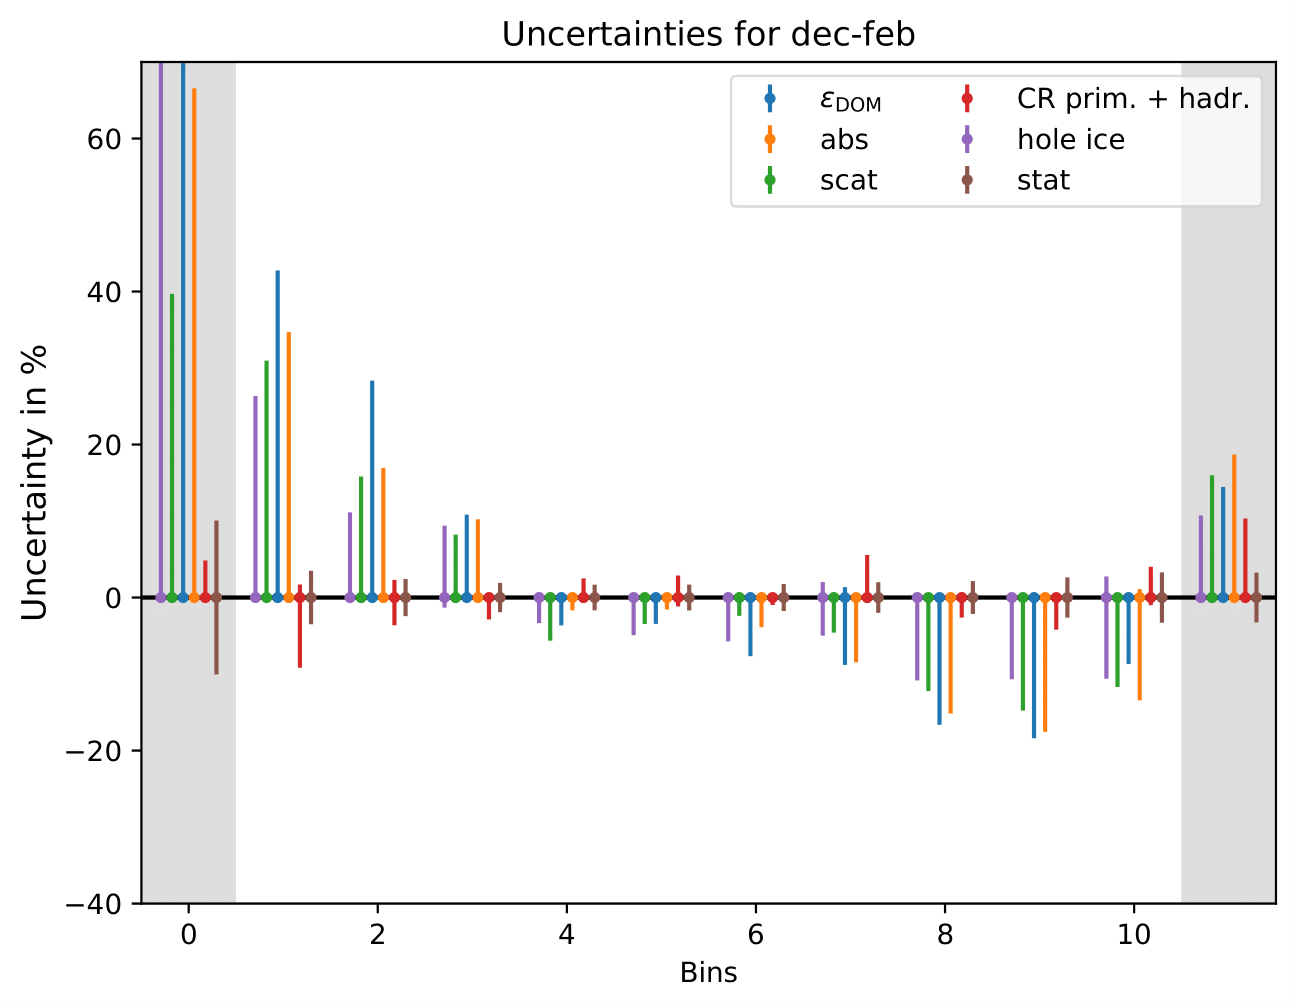 Uncertainties for dec-feb
εDOM
abs
scat
CR prim. + hadr.
hole ice
stat
Uncertainty in %
60
40
20
0
−20
−40
0 2 4 6 8 10
Bins